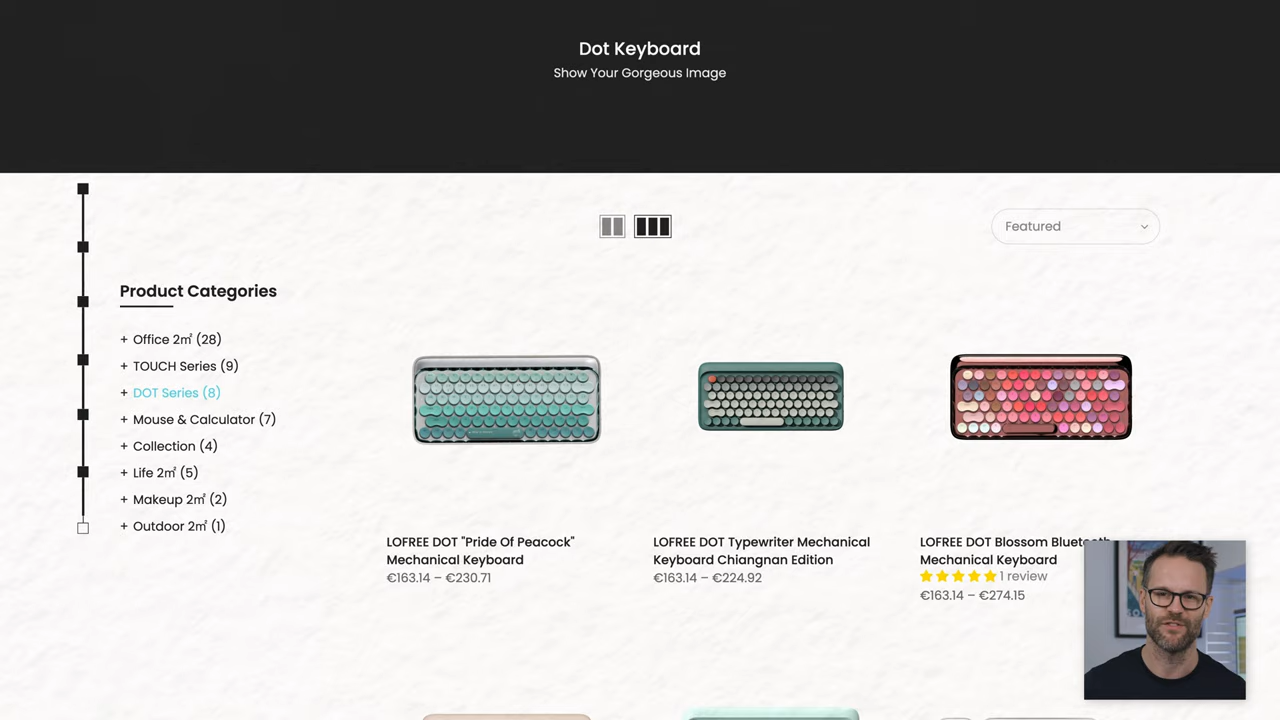 Dot Keyboard
Show Your Gorgeous Image
Featured
Product Categories
+ Office 2㎡ (28)
+ TOUCH Series (9)
+ DOT Series (8)
+ Mouse & Calculator (7)
+ Collection (4)
+ Life 2㎡ (5)
+ Makeup 2㎡ (2)
+ Outdoor 2㎡ (1)
LOFREE DOT "Pride Of Peacock"
Mechanical Keyboard
€163.14 – €230.71
LOFREE DOT Typewriter Mechanical
Keyboard Chiangnan Edition
€163.14 – €224.92
LOFREE DOT Blossom Bluetooth
Mechanical Keyboard
1 review
€163.14 – €274.15